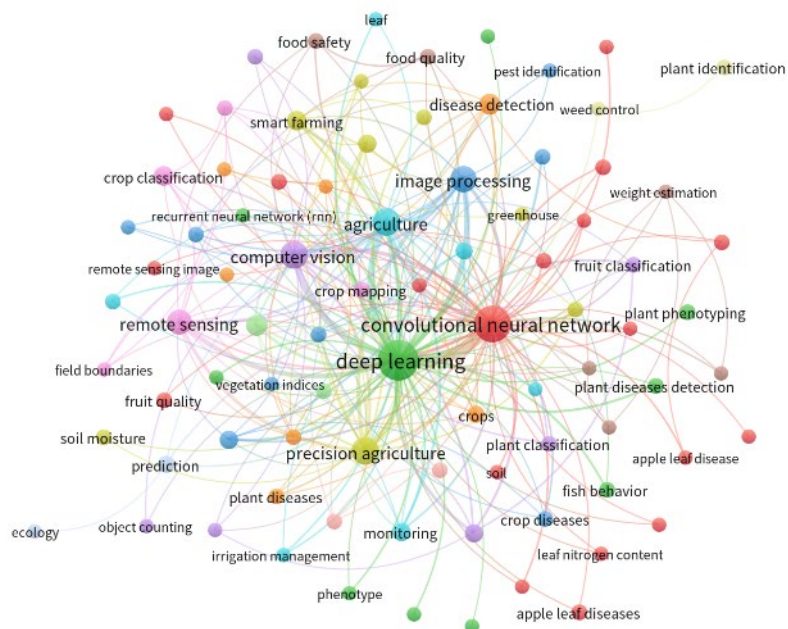 leaf
food safety
food quality
pest identification
plant identification
disease detection
weed control
smart farming
crop classification
image processing
weight estimation
recurrent neural network (rnn)
greenhouse
agriculture
computer vision
remote sensing image
fruit classification
crop mapping
plant phenotyping
remote sensing
convolutional neural network
deep learning
field boundaries
vegetation indices
plant diseases detection
fruit quality
crops
soil moisture
precision agriculture
plant classification
prediction
apple leaf disease
soil
plant diseases
fish behavior
ecology
object counting
monitoring
crop diseases
irrigation management
leaf nitrogen content
phenotype
apple leaf diseases